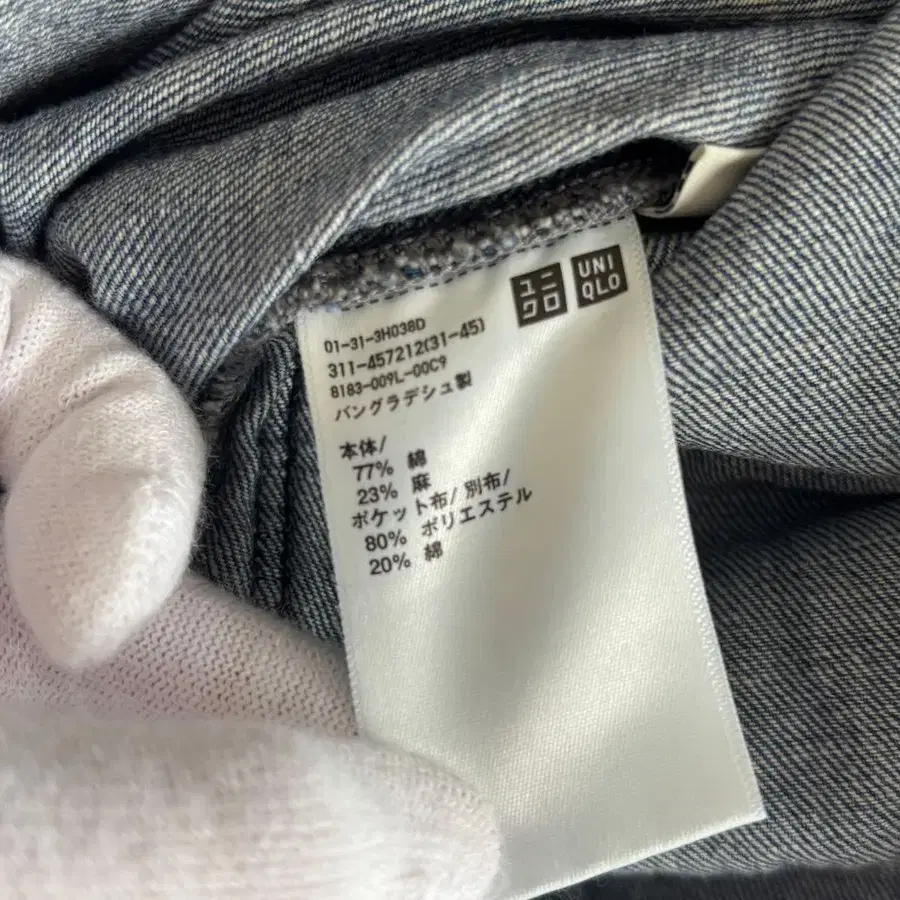 ユニ
クロ
UNI
QLO
01-31-3H038D
311-457212(31-45)
8183-009L-00C9
バングラデシュ製
本体/
77% 綿
23% 麻
ポケット布/別布/
80% ポリエステル
20% 綿